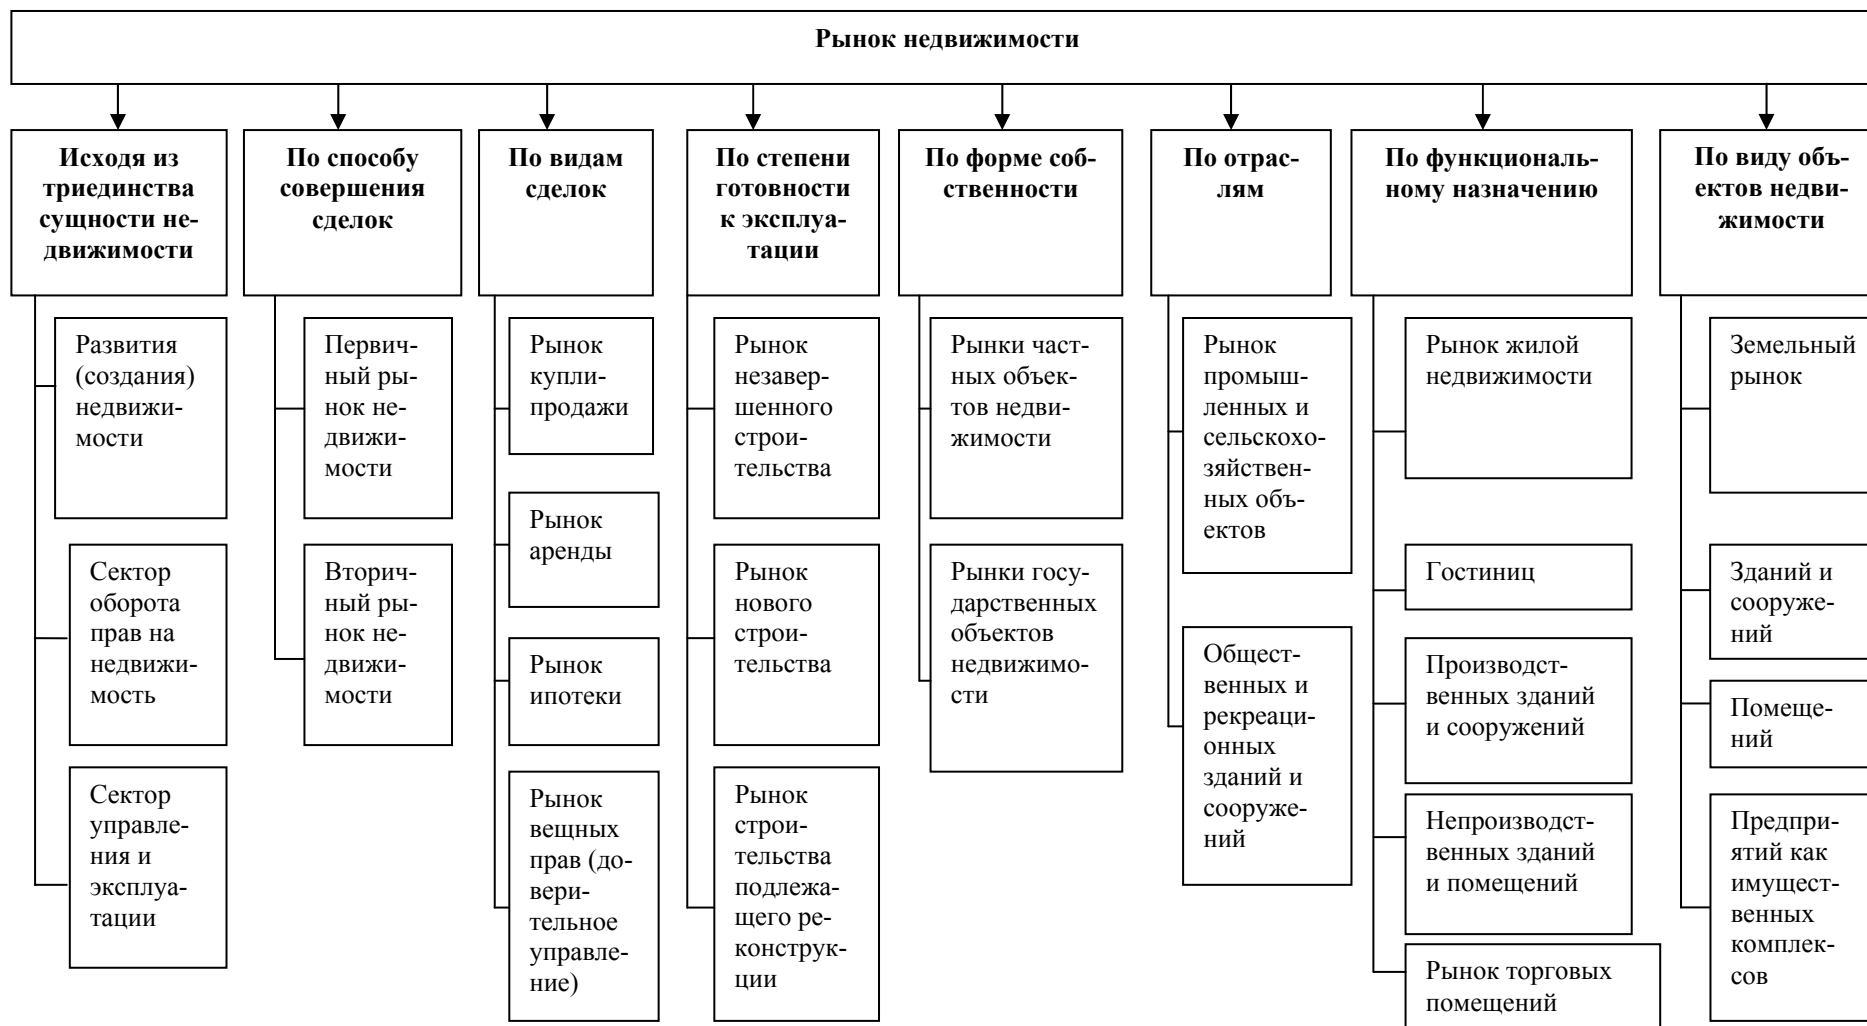 Рынок недвижимости
Исходя из
триединства
сущности не-
движимости
По способу
совершения
сделок
По видам
сделок
По степени
готовности
к эксплуа-
тации
По форме соб-
ственности
По отрас-
лям
По функциональ-
ному назначению
По виду объ-
ектов недви-
жимости
Развития
(создания)
недвижи-
мости
Сектор
оборота
прав на
недвижи-
мость
Сектор
управле-
ния и
эксплуа-
тации
Первич-
ный ры-
нок не-
движи-
мости
Вторич-
ный ры-
нок не-
движи-
мости
Рынок
купли-
продажи
Рынок
аренды
Рынок
ипотеки
Рынок
вещных
прав (до-
верительно
тельное
управле-
ние)
Рынок
незавер-
шенного
строи-
тельства
Рынок
нового
строи-
тельства
Рынок
строи-
тельства
подлежа-
щего ре-
конструк-
ции
Рынки част-
ных объек-
тов недви-
жимости
Рынки госу-
дарственных
объектов
недвижимо-
сти
Рынок
промыш-
ленных и
сельскохо-
зяйствен-
ных объ-
ектов
Общест-
венных и
рекреаци-
онных
зданий и
сооруже-
ний
Рынок жилой
недвижимости
Гостиниц
Производст-
венных зданий
и сооружений
Непроизводст-
венных зданий
и помещений
Рынок торговых
помещений
Земельный
рынок
Зданий и
сооруже-
ний
Помеще-
ний
Предпри-
ятий как
имущест-
венных
комплек-
сов